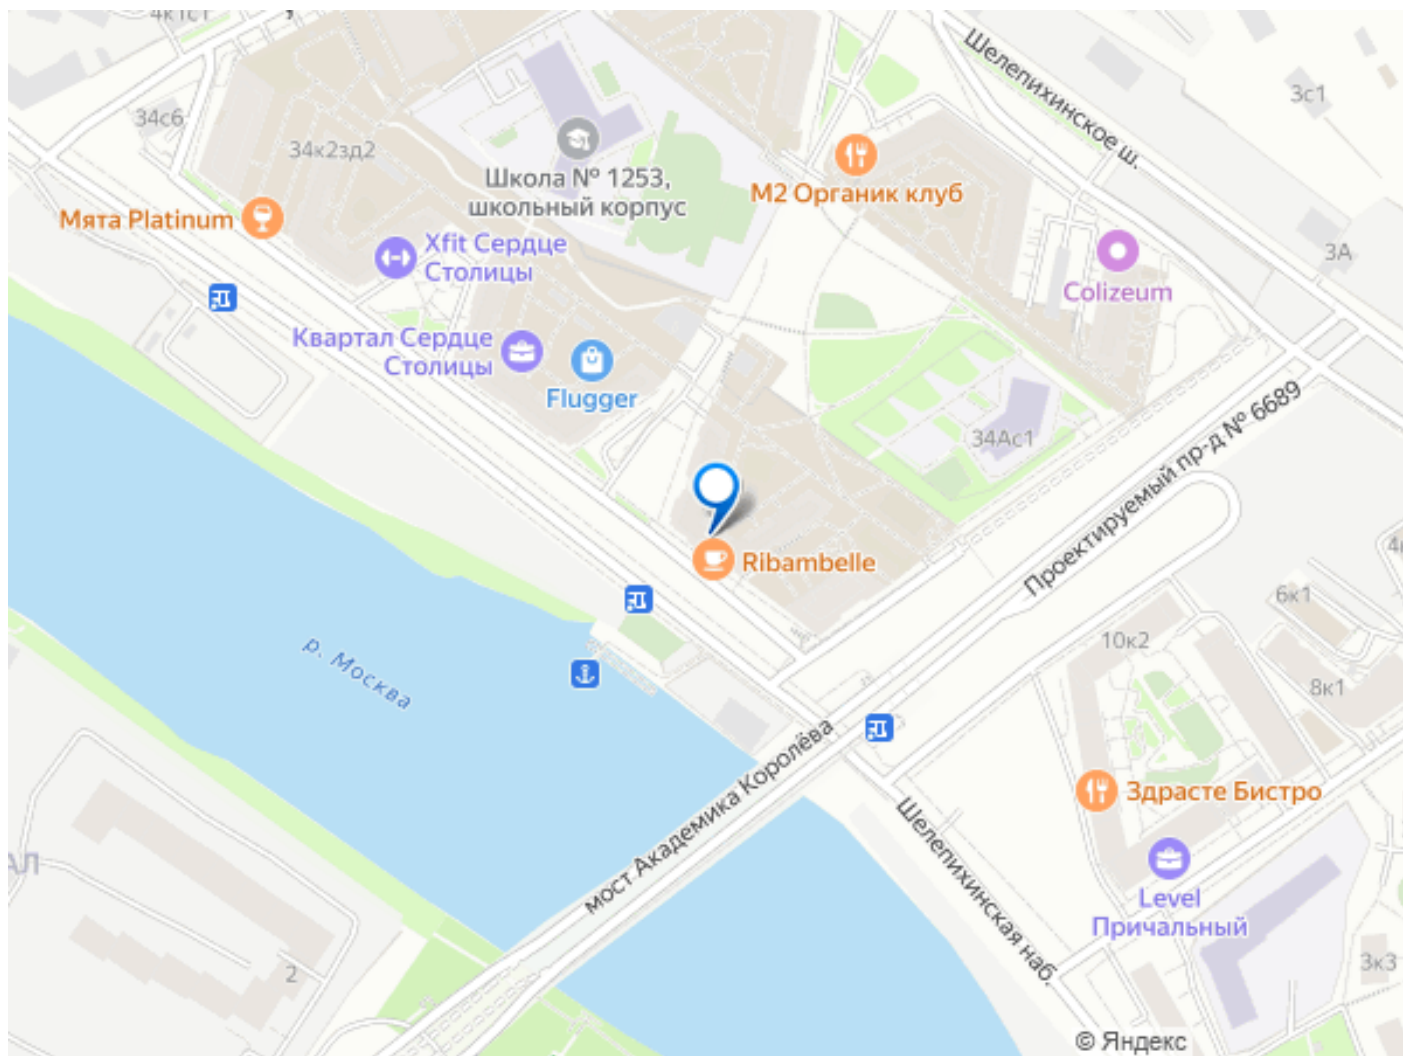 4к1с1
Шелепихинское ш.
3с1
34с6
34к2зд2
Школа № 1253,
школьный корпус
М2 Органик клуб
Мята Platinum
Xfit Сердце
Столицы
3А
Colizeum
Квартал Сердце
Столицы
Flugger
Проектируемый пр-д № 6689
34Ас1
Ribambelle
6к1
10к2
8к1
р. Москва
мост Академика Королёва
Здрасте Бистро
Шелепихинская наб.
АЛ
Level
Причальный
2
3к3
© Яндекс